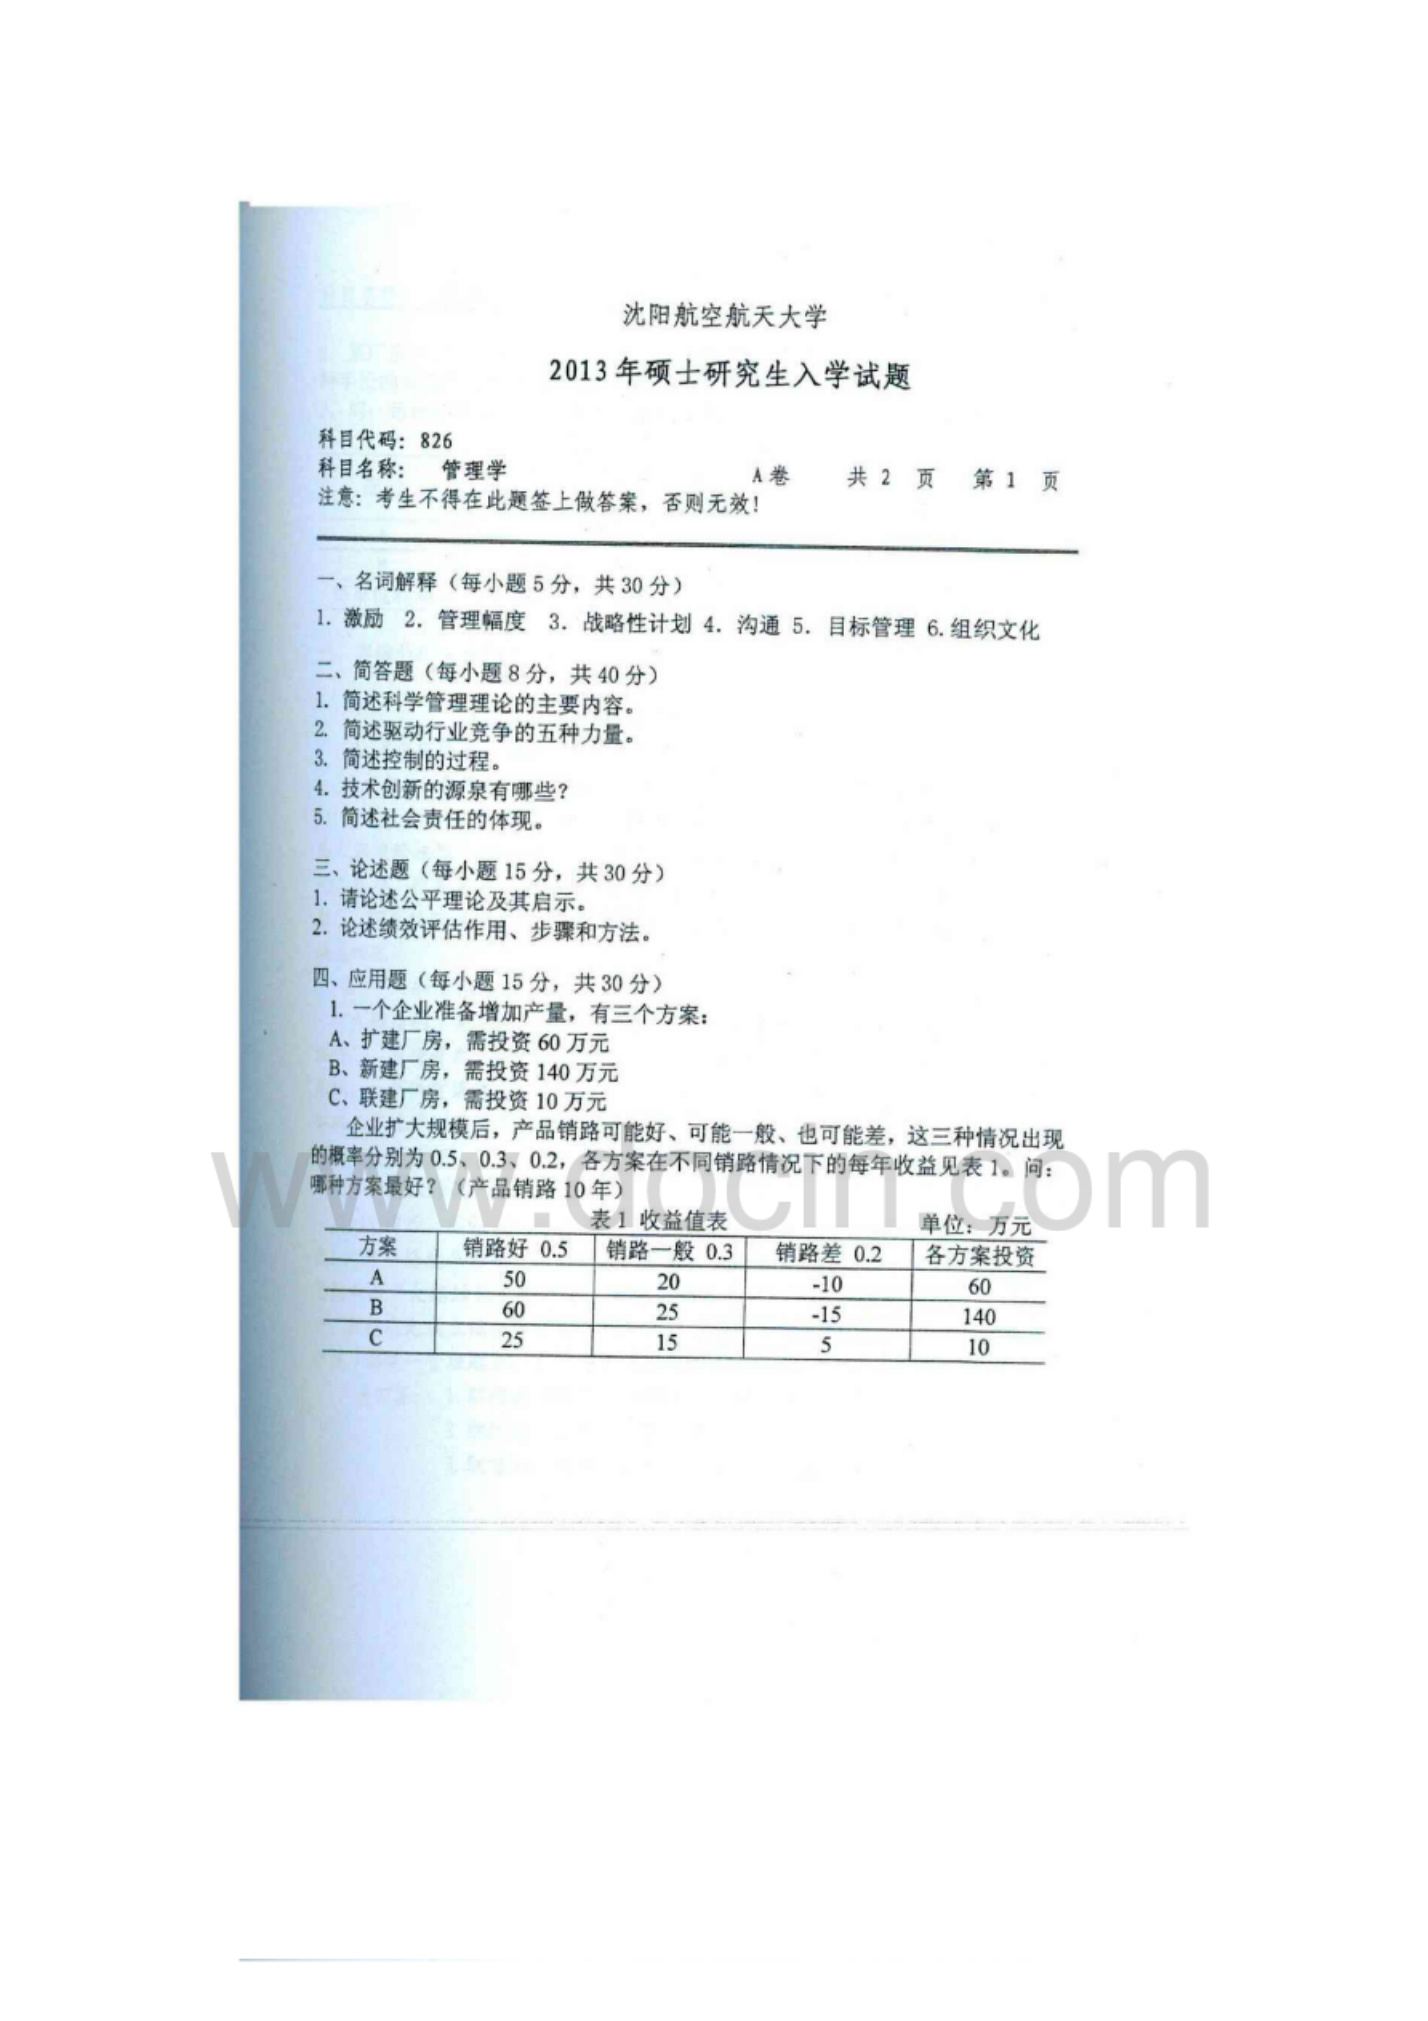 沈阳航空航天大学
2013年硕士研究生入学试题
科目代码: 826
科目名称: 管理学 A卷 共 2 页 第 1 页
注意: 考生不得在此题签上做答案, 否则无效!
一、名词解释(每小题5分, 共30分)
1. 激励 2. 管理幅度 3. 战略性计划 4. 沟通 5. 目标管理 6.组织文化
二、简答题(每小题8分, 共40分)
1. 简述科学管理理论的主要内容。
2. 简述驱动行业竞争的五种力量。
3. 简述控制的过程。
4. 技术创新的源泉有哪些?
5. 简述社会责任的体现。
三、论述题(每小题15分, 共30分)
1. 请论述公平理论及其启示。
2. 论述绩效评估作用、步骤和方法。
四、应用题(每小题15分, 共30分)
1. 一个企业准备增加产量, 有三个方案:
A、扩建厂房, 需投资60万元
B、新建厂房, 需投资140万元
C、联建厂房, 需投资10万元
企业扩大规模后, 产品销路可能好、可能一般、也可能差, 这三种情况出现
的概率分别为0.5、0.3、0.2, 各方案在不同销路情况下的每年收益见表1。问:
哪种方案最好? (产品销路10年)
表1 收益值表 单位: 万元
方案 销路好 0.5 销路一般 0.3 销路差 0.2 各方案投资
A 50 20 -10 60
B 60 25 -15 140
C 25 15 5 10
www.docin.com